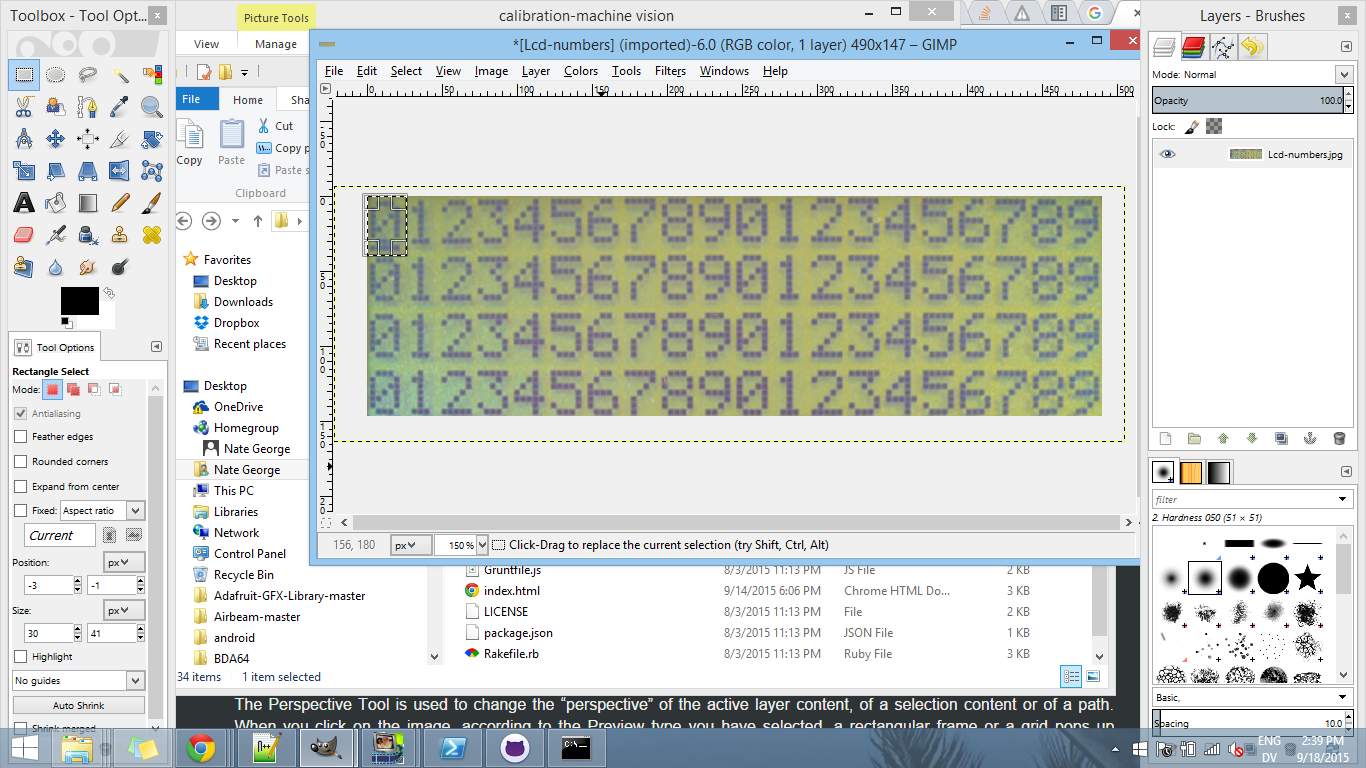 Toolbox - Tool Opt...
Picture Tools
calibration-machine vision
Layers - Brushes
View
Manage
*[Lcd-numbers] (imported)-6.0 (RGB color, 1 layer) 490x147 – GIMP
File
Edit
Select
View
Image
Layer
Colors
Tools
Filters
Windows
Help
Mode: Normal
Opacity
100.0
Lock:
Lcd-numbers.jpg
File
Home
Sha
Cut
Copy p
Paste s
Copy
Paste
Clipboard
0
50
100
150
200
250
300
350
400
450
500
0123456789012345678 9
0123456789012345678 9
0123456789012345678 9
0123456789012345678 9
Favorites
Desktop
Downloads
Dropbox
Recent places
Desktop
OneDrive
Homegroup
Nate George
Nate George
This PC
Libraries
Network
Control Panel
Recycle Bin
Adafruit-GFX-Library-master
Airbeam-master
android
BDA64
34 items
1 item selected
Tool Options
Rectangle Select
Mode:
Antialiasing
Feather edges
Rounded corners
Expand from center
Fixed:
Aspect ratio
Current
Position:
px
-3
-1
Size:
px
30
41
Highlight
No guides
Auto Shrink
Shrink merged
156, 180
px
150 %
Click-Drag to replace the current selection (try Shift, Ctrl, Alt)
Gruntfile.js 8/3/2015 11:13 PM JS File 2 KB
index.html 9/14/2015 6:06 PM Chrome HTML Do... 3 KB
LICENSE 8/3/2015 11:13 PM File 2 KB
package.json 8/3/2015 11:13 PM JSON File 1 KB
Rakefile.rb 8/3/2015 11:13 PM Ruby File 3 KB
The Perspective Tool is used to change the “perspective” of the active layer content, of a selection content or of a path.
When you click on the image, according to the Preview type you have selected, a rectangular frame or a grid pops up
filter
2. Hardness 050 (51 × 51)
Basic,
Spacing
10.0
ENG
DV
2:39 PM
9/18/2015